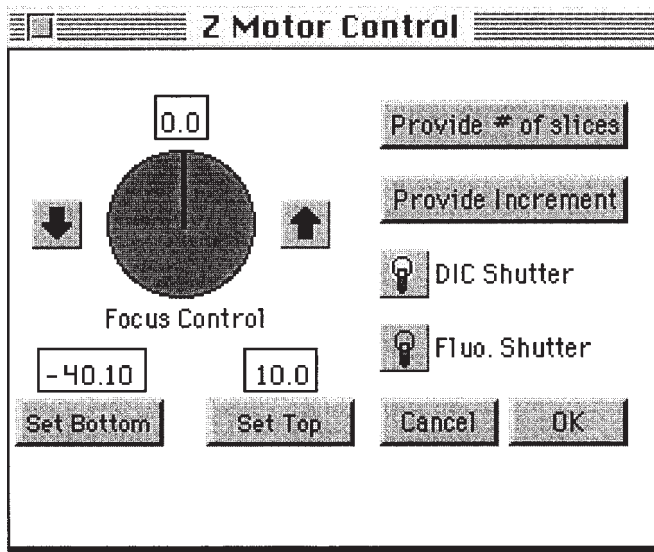 Z Motor Control
0.0
Provide # of slices
Provide Increment
DIC Shutter
Focus Control
Fluo. Shutter
-40.10
10.0
Set Bottom
Set Top
Cancel
OK